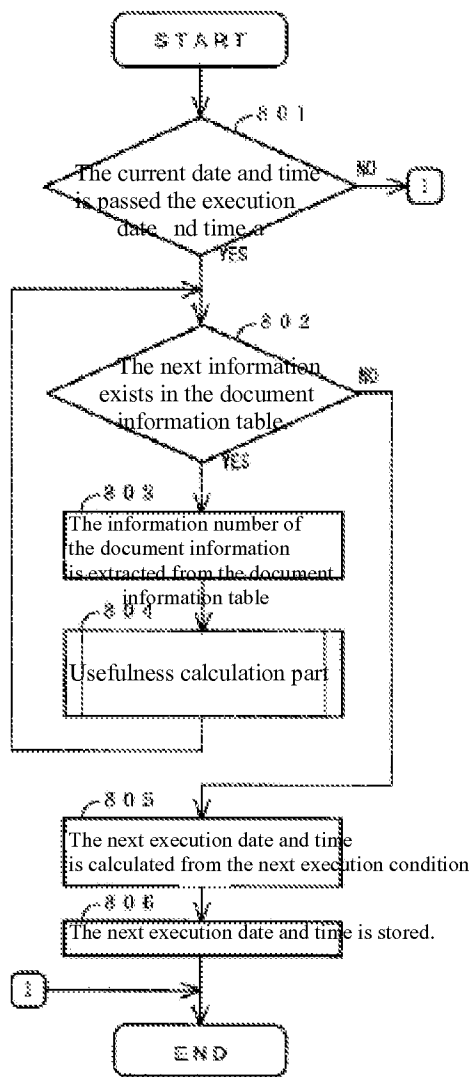 START
801
The current date and time
is passed the execution
date nd time a
NO
1
YES
802
The next information
exists in the document
information table
NO
YES
803
The information number of
the document information
is extracted from the document
information table
804
Usefulness calculation part
805
The next execution date and time
is calculated from the next execution condition
806
The next execution date and time is stored.
1
END